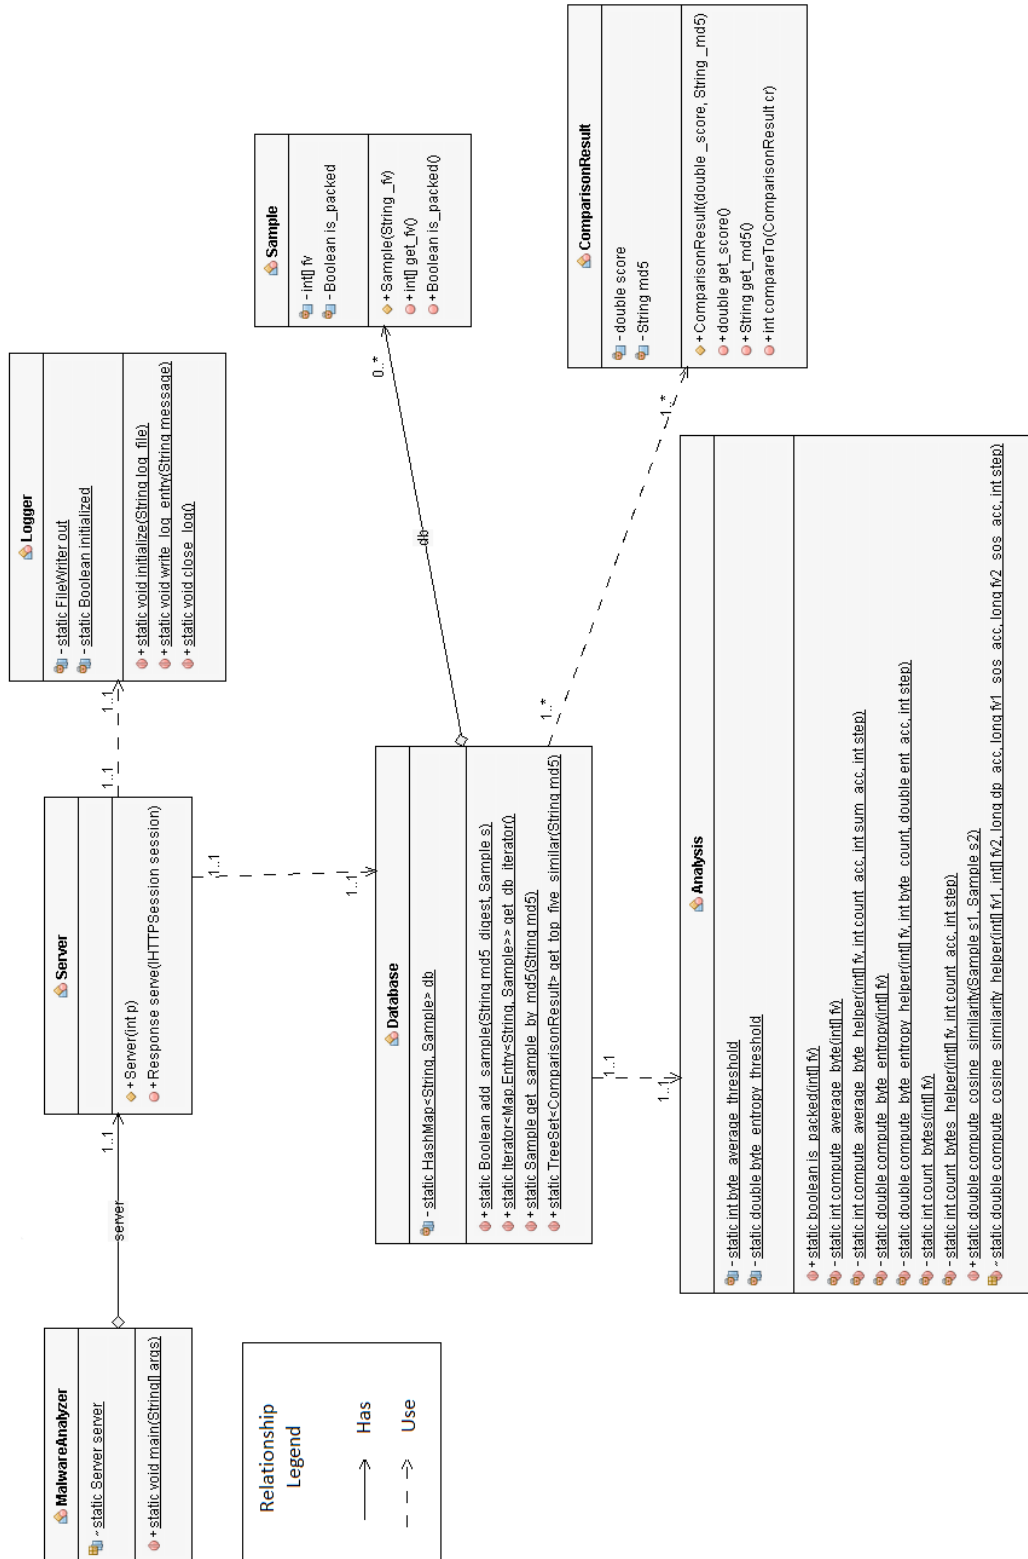 MalwareAnalyzer
~ static Server server
+ static void main(String[] args)
server
1..1
Server
+ Server(int p)
+ Response serve(IHTTPSession session)
1..1
1..1
Logger
- static FileWriter out
- static Boolean initialized
+ static void initialize(String log_file)
+ static void write_log_entry(String message)
+ static void close_log()
1..1
1..1
Database
- static HashMap<String, Sample> db
+ static Boolean add_sample(String md5_digest, Sample s)
+ static Iterator<Map.Entry<String, Sample>> get_db_iterator()
+ static Sample get_sample_by_md5(String md5)
+ static TreeSet<ComparisonResult> get_top_five_similar(String md5)
db
0..*
Sample
- int[] fv
- Boolean is_packed
+ Sample(String _fv)
+ int[] get_fv()
+ Boolean is_packed()
1..*
1..*
ComparisonResult
- double score
- String md5
+ ComparisonResult(double _score, String _md5)
+ double get_score()
+ String get_md5()
+ int compareTo(ComparisonResult cr)
1..1
1..1
Analysis
- static int byte_average_threshold
- static double byte_entropy_threshold
+ static boolean is_packed(int[] fv)
- static int compute_average_byte(int[] fv)
- static int compute_average_byte_helper(int[] fv, int count_acc, int sum_acc, int step)
- static double compute_byte_entropy(int[] fv)
- static double compute_byte_entropy_helper(int[] fv, int byte_count, double ent_acc, int step)
- static int count_bytes(int[] fv)
- static int count_bytes_helper(int[] fv, int count_acc, int step)
+ static double compute_cosine_similarity(Sample s1, Sample s2)
~ static double compute_cosine_similarity_helper(int[] fv1, int[] fv2, long dp_acc, long fv1_sos_acc, long fv2_sos_acc, int step)
Relationship
Legend
Has
Use